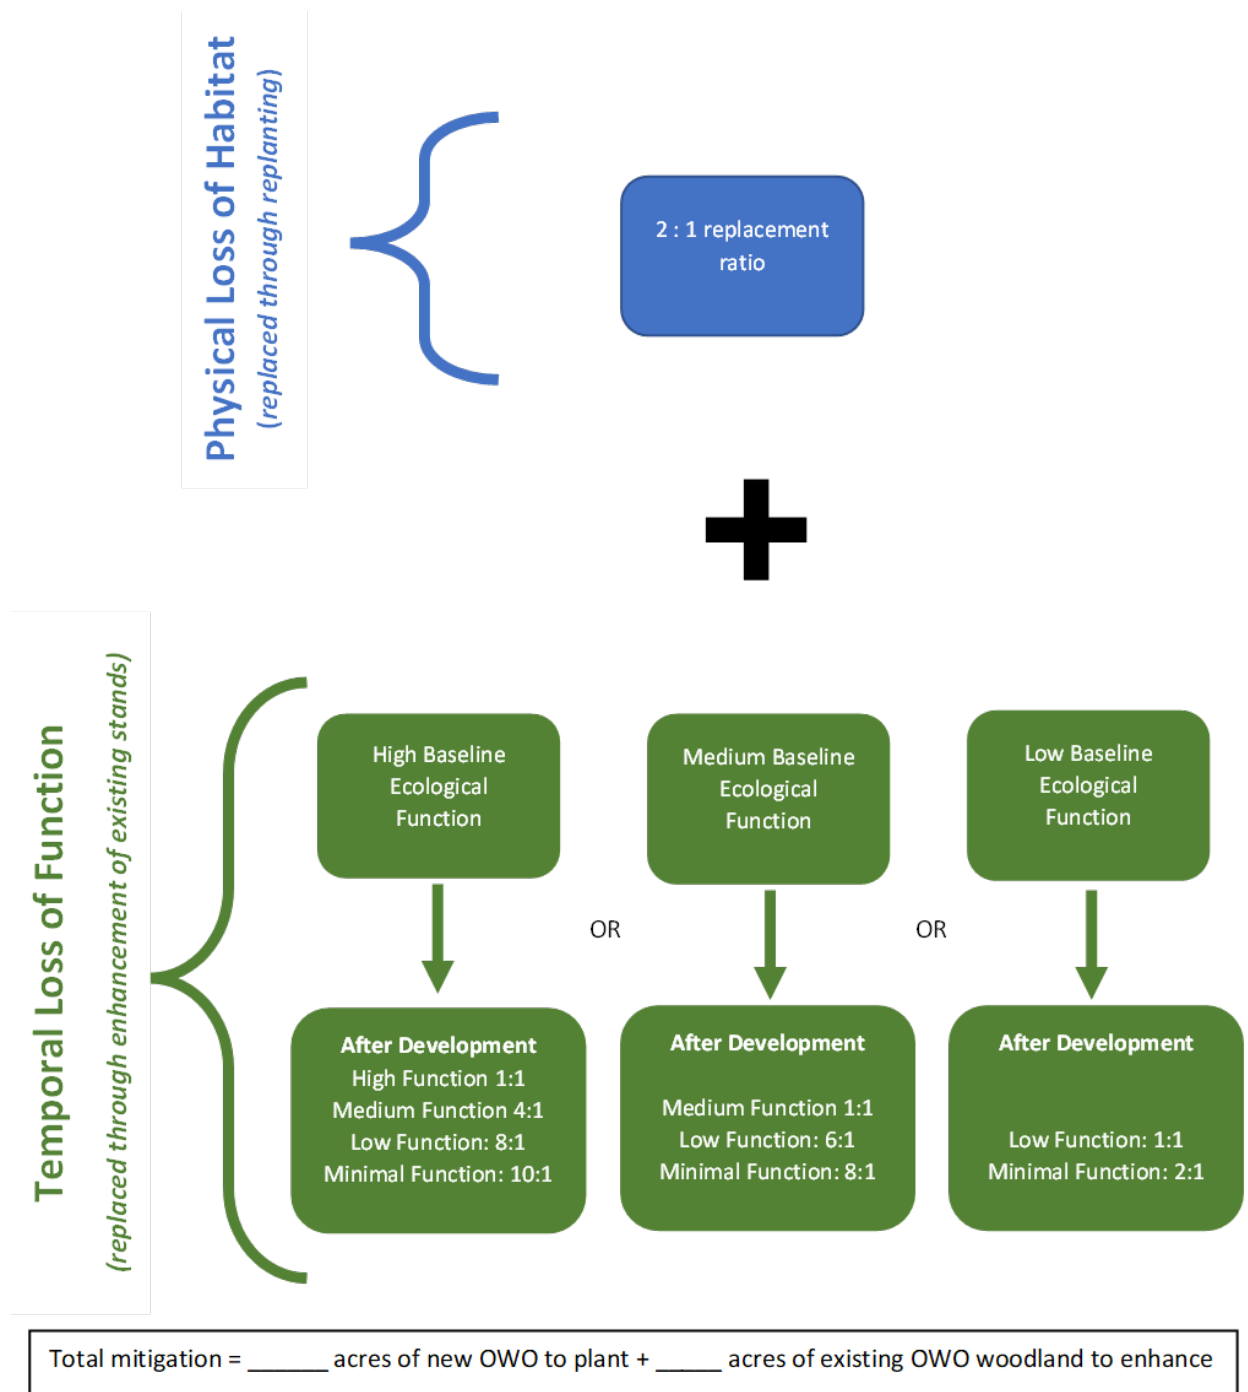 Physical Loss of Habitat
(replaced through replanting)
2 : 1 replacement
ratio
Temporal Loss of Function
(replaced through enhancement of existing stands)
High Baseline
Ecological
Function
Medium Baseline
Ecological
Function
Low Baseline
Ecological
Function
OR
OR
After Development
High Function 1:1
Medium Function 4:1
Low Function: 8:1
Minimal Function: 10:1
After Development
Medium Function 1:1
Low Function: 6:1
Minimal Function: 8:1
After Development
Low Function: 1:1
Minimal Function: 2:1
Total mitigation = ______ acres of new OWO to plant + _____ acres of existing OWO woodland to enhance